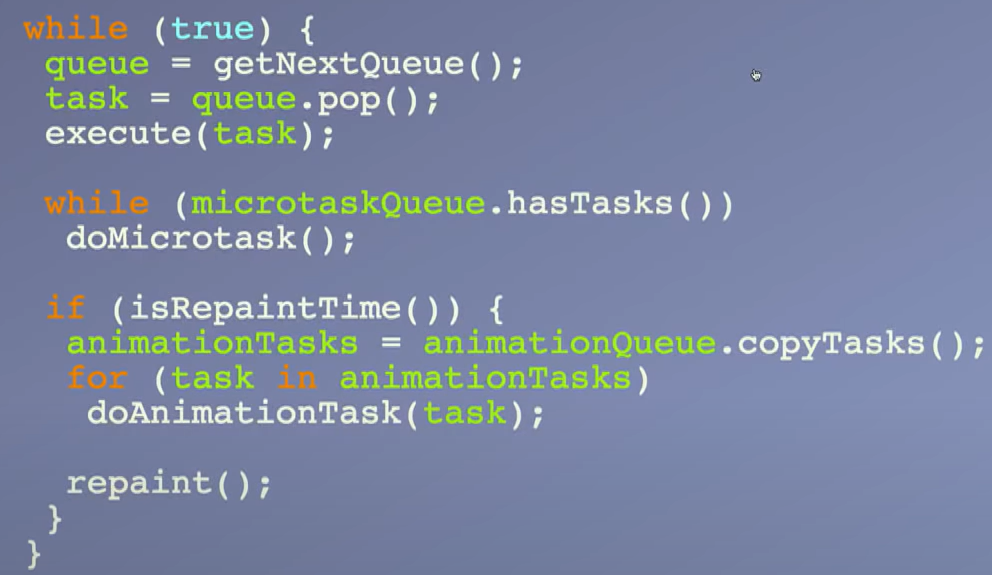 while (true) {
queue = getNextQueue();
task = queue.pop();
execute(task);
while (microtaskQueue.hasTasks())
doMicrotask();
if (isRepaintTime()) {
animationTasks = animationQueue.copyTasks();
for (task in animationTasks)
doAnimationTask(task);
repaint();
}
}